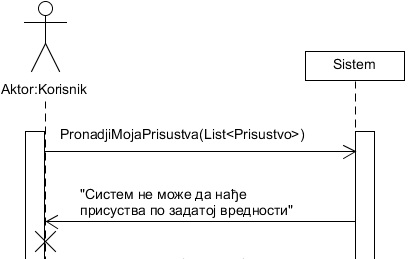 Sistem
Aktor:Korisnik
PronadjiMojaPrisustva(List<Prisustvo>)
"Систем не може да нађе
присуства по задатој вредности"